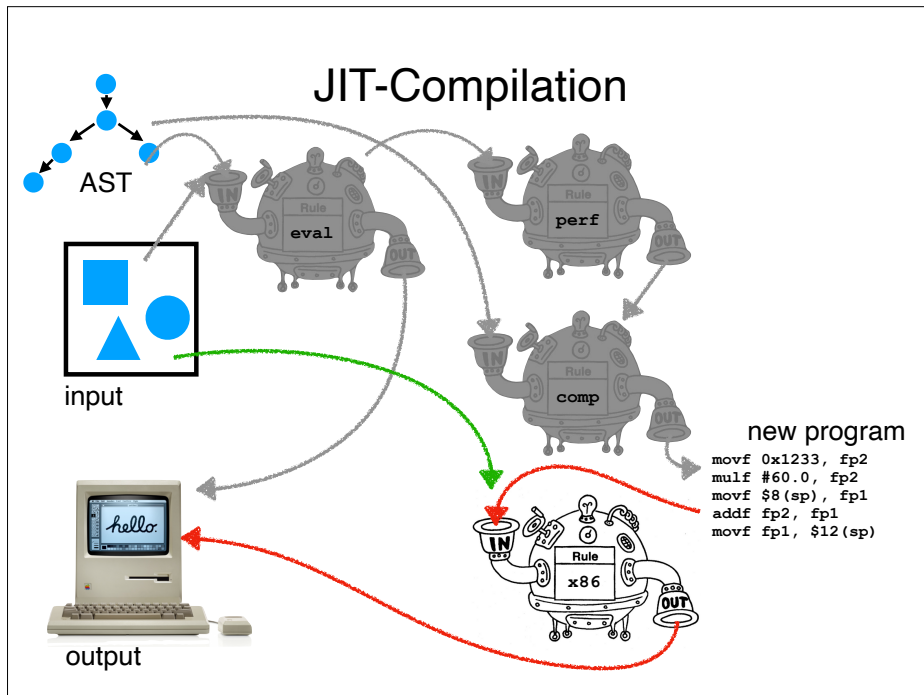 JIT-Compilation
AST
IN
Rule
eval
OUT
IN
Rule
perf
OUT
input
IN
Rule
comp
OUT
new program
movf 0x1233, fp2
mulf #60.0, fp2
movf $8(sp), fp1
addf fp2, fp1
movf fp1, $12(sp)
hello.
IN
Rule
x86
OUT
output